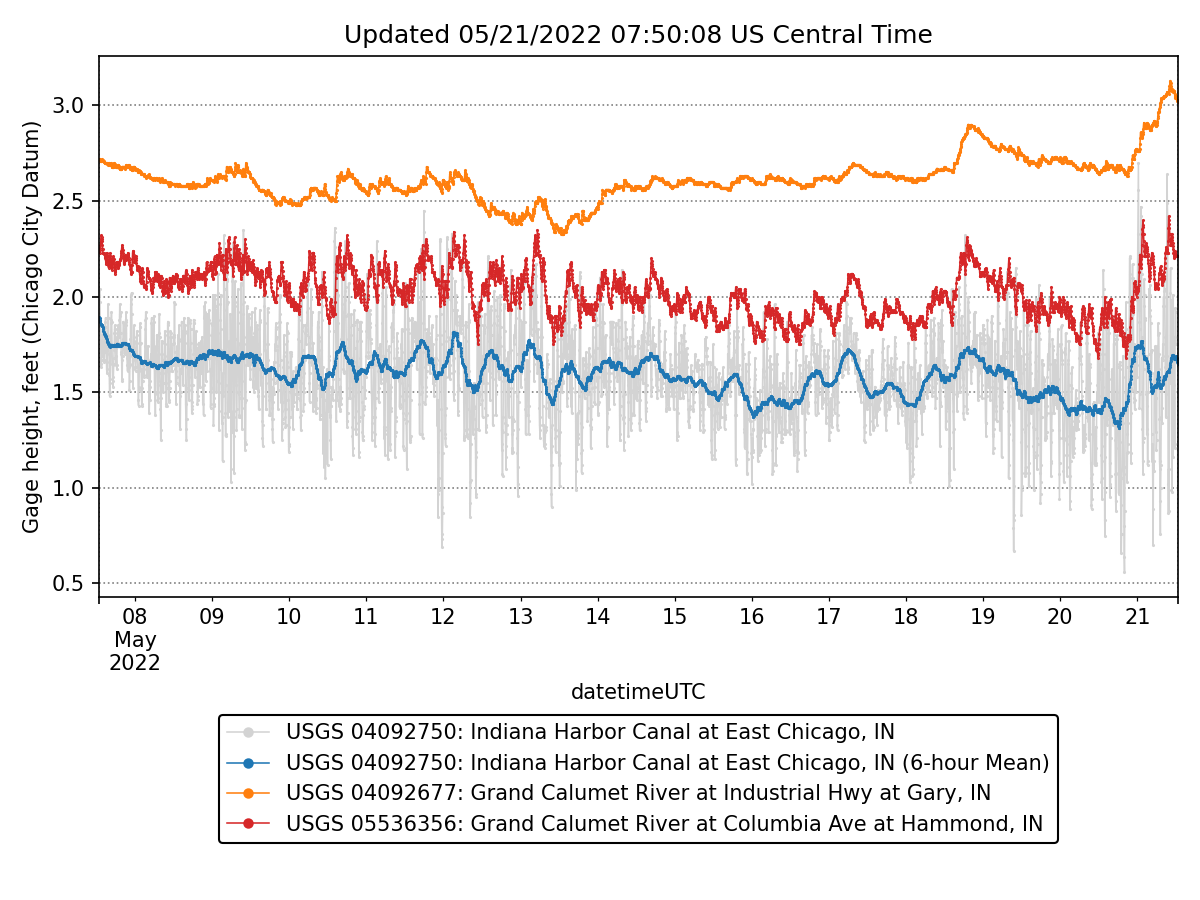 Updated 05/21/2022 07:50:08 US Central Time
Gage height, feet (Chicago City Datum)
3.0
2.5
2.0
1.5
1.0
0.5
08 09 10 11 12 13 14 15 16 17 18 19 20 21
May
2022
datetimeUTC
USGS 04092750: Indiana Harbor Canal at East Chicago, IN
USGS 04092750: Indiana Harbor Canal at East Chicago, IN (6-hour Mean)
USGS 04092677: Grand Calumet River at Industrial Hwy at Gary, IN
USGS 05536356: Grand Calumet River at Columbia Ave at Hammond, IN